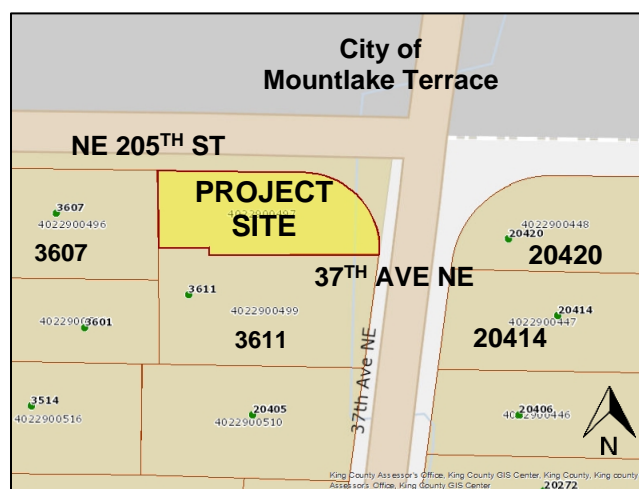 City of
Mountlake Terrace
NE 205TH ST
PROJECT
4022900497
SITE
3607
4022900496
3607
20420
4022900448
20420
37TH AVE NE
3611
4022900499
3611
3601
20414
4022900447
20414
37th Ave NE
3514
4022900516
20405
4022900510
20406
4022900446
N
King County Assessor's Office, King County GIS Center, King County, King county
Assessor's Office, King County GIS Center
20272